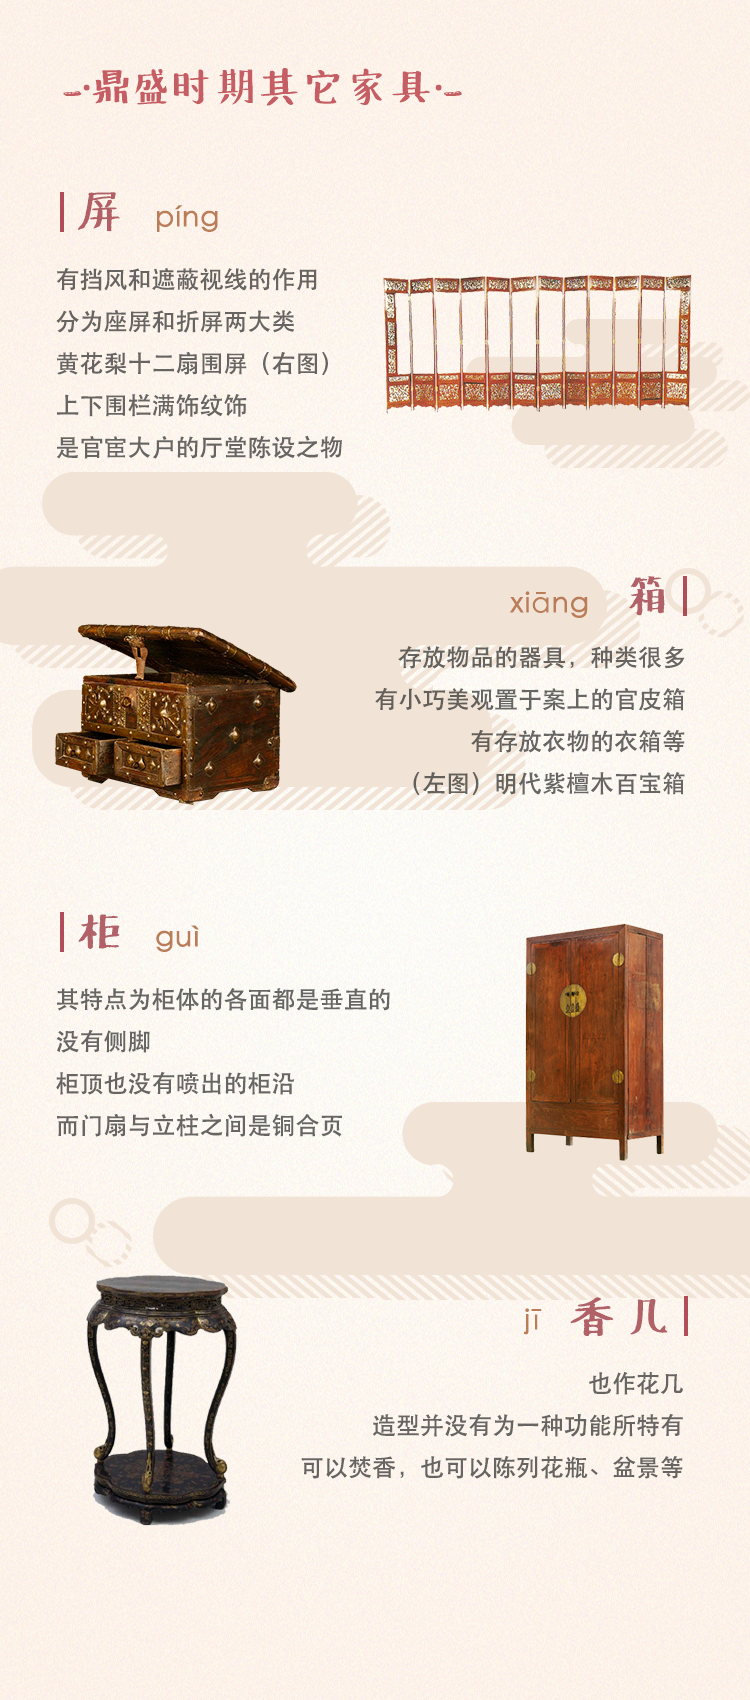 鼎盛时期其它家具
屏 píng
有挡风和遮蔽视线的作用
分为座屏和折屏两大类
黄花梨十二扇围屏（右图）
上下围栏满饰纹饰
是官宦大户的厅堂陈设之物
xiāng 箱
存放物品的器具，种类很多
有小巧美观置于案上的官皮箱
有存放衣物的衣箱等
（左图）明代紫檀木百宝箱
柜 guì
其特点为柜体的各面都是垂直的
没有侧脚
柜顶也没有喷出的柜沿
而门扇与立柱之间是铜合页
jī 香几
也作花几
造型并没有为一种功能所特有
可以焚香，也可以陈列花瓶、盆景等